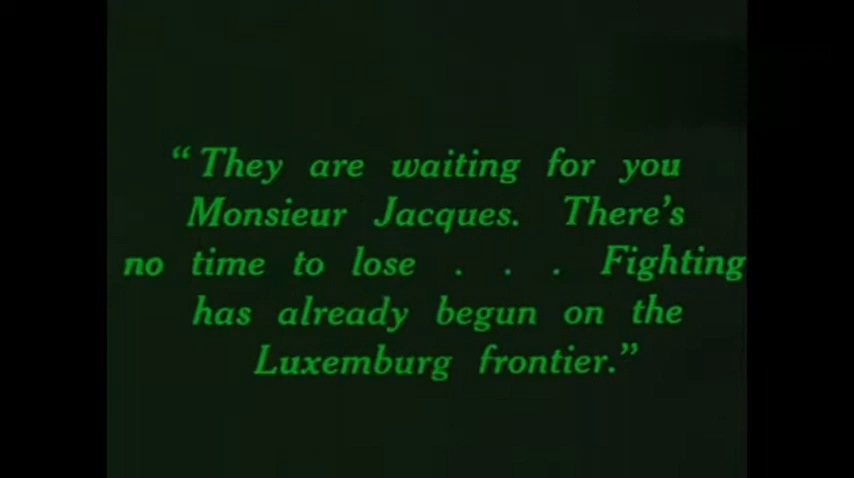 “They are waiting for you
Monsieur Jacques. There’s
no time to lose . . . Fighting
has already begun on the
Luxemburg frontier.”